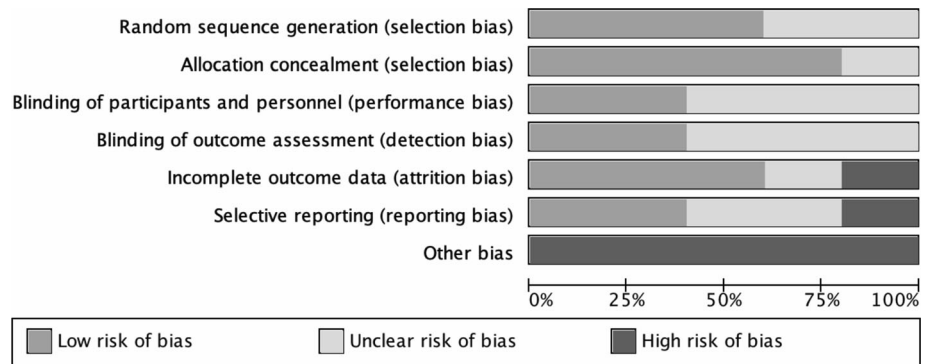 Random sequence generation (selection bias)
Allocation concealment (selection bias)
Blinding of participants and personnel (performance bias)
Blinding of outcome assessment (detection bias)
Incomplete outcome data (attrition bias)
Selective reporting (reporting bias)
Other bias
0% 25% 50% 75% 100%
Low risk of bias Unclear risk of bias High risk of bias